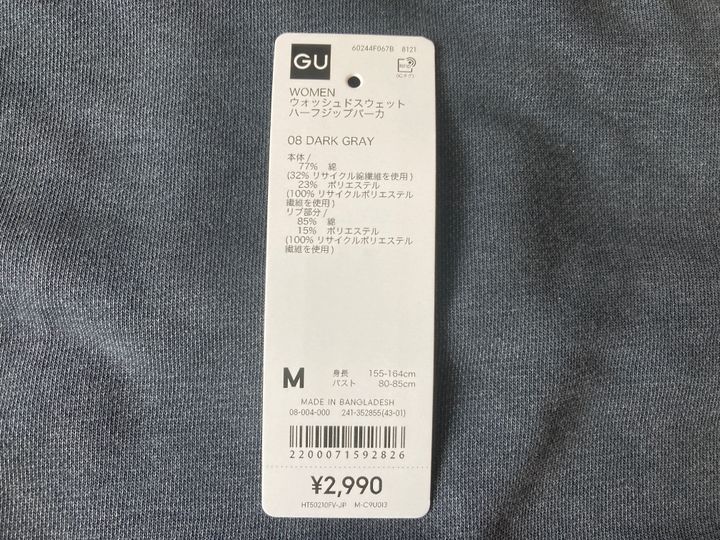 60244F067B 8121
GU
RFID
(ICタグ)
WOMEN
ウォッシュドスウェット
ハーフジップパーカ
08 DARK GRAY
本体 /
77% 綿
(32% リサイクル綿繊維を使用)
23% ポリエステル
(100% リサイクルポリエステル
繊維を使用)
リブ部分 /
85% 綿
15% ポリエステル
(100% リサイクルポリエステル
繊維を使用)
M
身長 155-164cm
バスト 80-85cm
MADE IN BANGLADESH
08-004-000 241-352855(43-01)
2200071592826
¥2,990
HT50210FV-JP M-C9U013